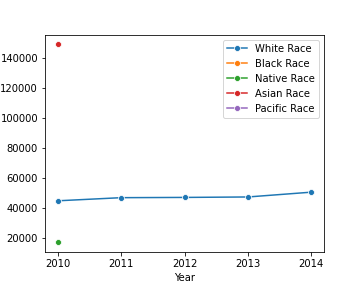 White Race
Black Race
Native Race
Asian Race
Pacific Race
140000
120000
100000
80000
60000
40000
20000
2010 2011 2012 2013 2014
Year